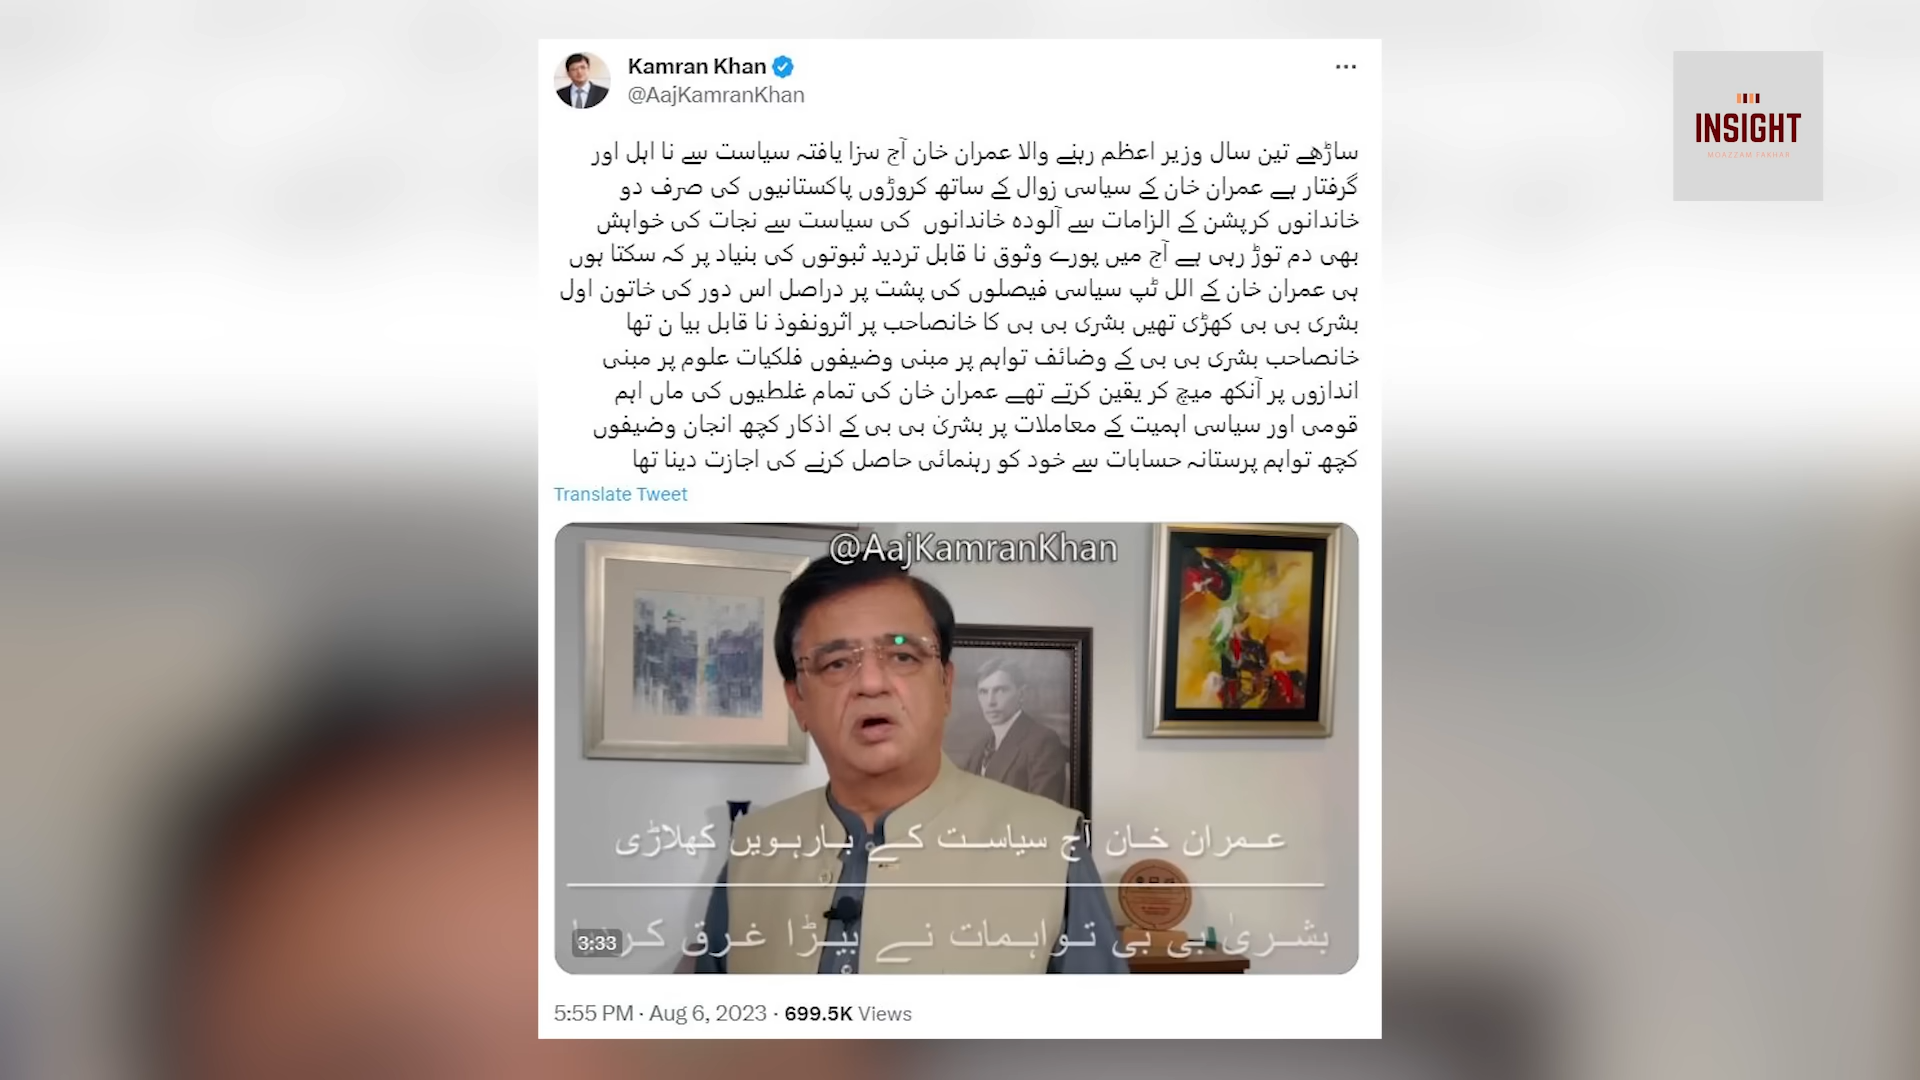 Kamran Khan
@AajKamranKhan
INSIGHT
MOAZZAM FAKHAR
ساڑھے تین سال وزیر اعظم رہنے والا عمران خان آج سزا یافتہ سیاست سے نا اہل اور
گرفتار ہے عمران خان کے سیاسی زوال کے ساتھ کروڑوں پاکستانیوں کی صرف دو
خاندانوں کرپشن کے الزامات سے آلودہ خاندانوں کی سیاست سے نجات کی خواہش
بھی دم توڑ رہی ہے آج میں پورے وثوق نا قابل تردید ثبوتوں کی بنیاد پر کہ سکتا ہوں
ہی عمران خان کے الل ٹپ سیاسی فیصلوں کی پشت پر دراصل اس دور کی خاتون اول
بشری بی بی کھڑی تھیں بشری بی بی کا خانصاحب پر اثرونفوذ نا قابل بیا ن تھا
خانصاحب بشری بی بی کے وضائف تواہم پر مبنی وضیفوں فلکیات علوم پر مبنی
اندازوں پر آنکھ میچ کر یقین کرتے تھے عمران خان کی تمام غلطیوں کی ماں اہم
قومی اور سیاسی اہمیت کے معاملات پر بشریٰ بی بی کے اذکار کچھ انجان وضیفوں
کچھ تواہم پرستانہ حسابات سے خود کو رہنمائی حاصل کرنے کی اجازت دینا تھا
Translate Tweet
@AajKamranKhan
عمران خان آج سیاست کے بارہویں کھلاڑی
بشریٰ بی بی تواہمات نے بیڑا غرق کردیا
3:33
5:55 PM · Aug 6, 2023 · 699.5K Views